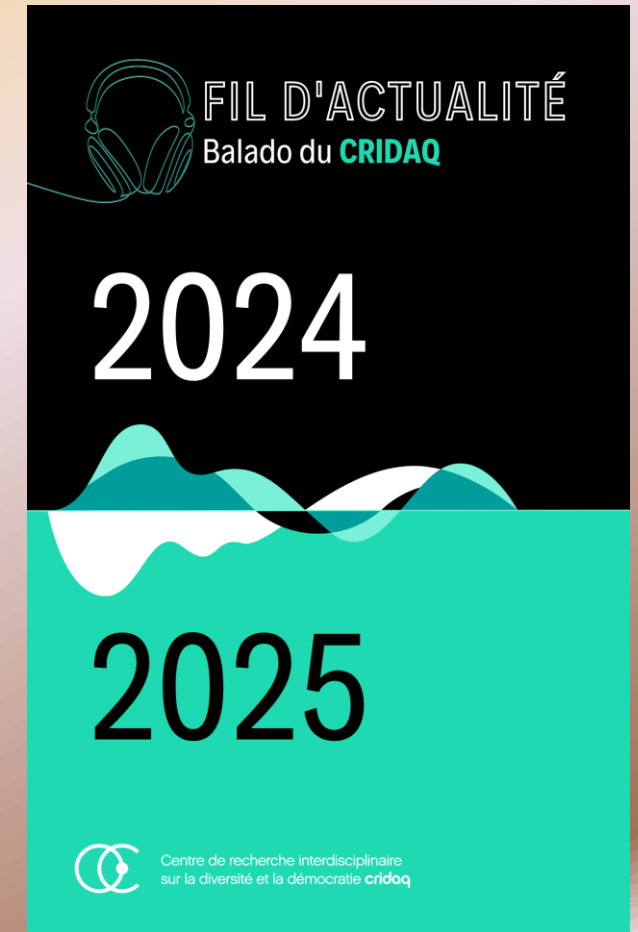 FIL D'ACTUALITÉ
Balado du CRIDAQ
2024
2025
Centre de recherche interdisciplinaire
sur la diversité et la démocratie cridaq